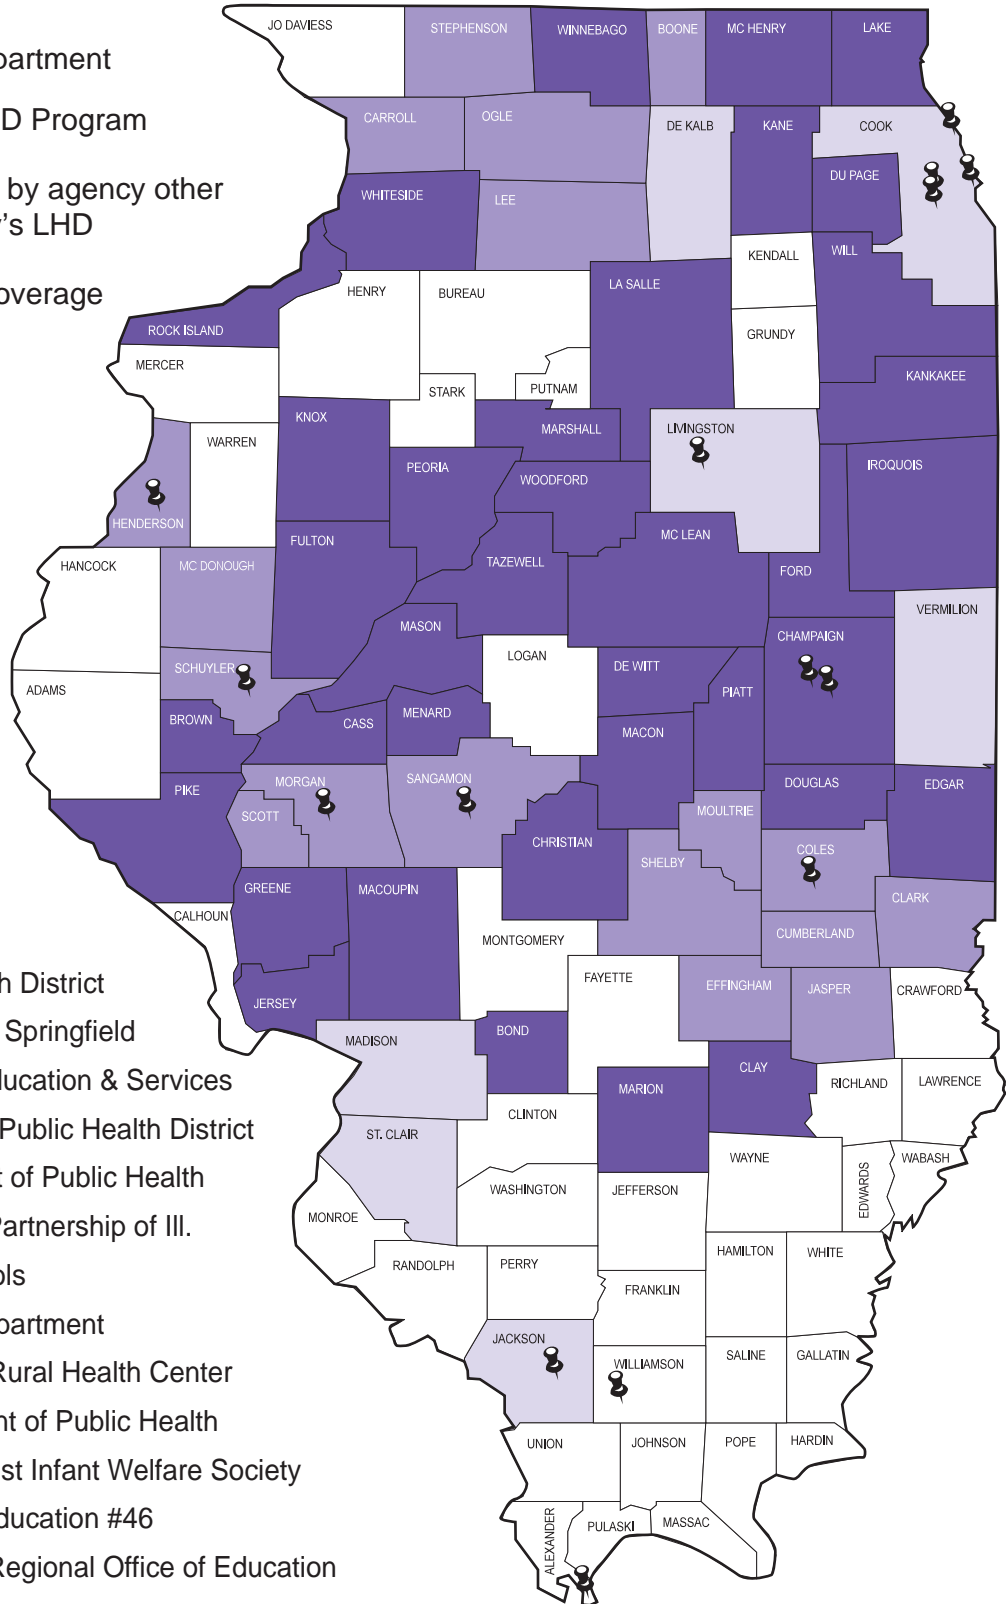 partment
D Program
by agency other
y's LHD
overage
JO DAVIESS
STEPHENSON
WINNEBAGO
BOONE
MC HENRY
LAKE
CARROLL
OGLE
DE KALB
KANE
COOK
DU PAGE
WHITESIDE
LEE
KENDALL
WILL
HENRY
BUREAU
LA SALLE
ROCK ISLAND
GRUNDY
MERCER
STARK
PUTNAM
KANKAKEE
KNOX
WARREN
MARSHALL
LIVINGSTON
PEORIA
WOODFORD
IROQUOIS
HENDERSON
FULTON
MC LEAN
HANCOCK
MC DONOUGH
TAZEWELL
FORD
VERMILION
MASON
CHAMPAIGN
LOGAN
SCHUYLER
DE WITT
ADAMS
PIATT
BROWN
CASS
MENARD
MACON
PIKE
MORGAN
SANGAMON
DOUGLAS
EDGAR
SCOTT
MOULTRIE
CHRISTIAN
COLES
SHELBY
GREENE
MACOUPIN
CLARK
CALHOUN
MONTGOMERY
CUMBERLAND
FAYETTE
EFFINGHAM
JASPER
CRAWFORD
JERSEY
MADISON
BOND
CLAY
MARION
RICHLAND
LAWRENCE
CLINTON
ST. CLAIR
WAYNE
WABASH
WASHINGTON
JEFFERSON
EDWARDS
MONROE
HAMILTON
WHITE
RANDOLPH
PERRY
FRANKLIN
JACKSON
WILLIAMSON
SALINE
GALLATIN
UNION
JOHNSON
POPE
HARDIN
ALEXANDER
PULASKI
MASSAC
h District
Springfield
ducation & Services
Public Health District
t of Public Health
Partnership of Ill.
ols
partment
Rural Health Center
nt of Public Health
st Infant Welfare Society
ducation #46
Regional Office of Education